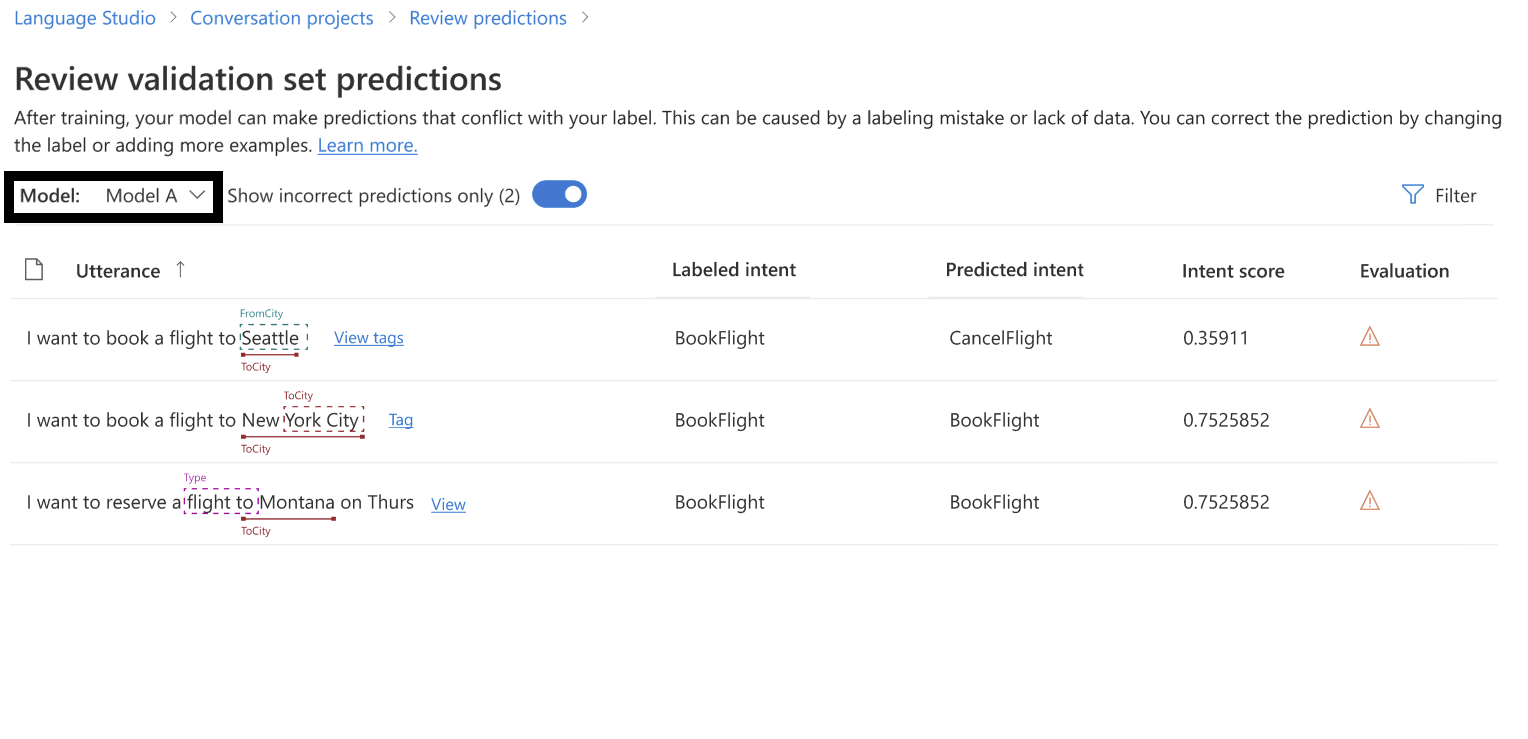 Language Studio > Conversation projects > Review predictions >
Review validation set predictions
After training, your model can make predictions that conflict with your label. This can be caused by a labeling mistake or lack of data. You can correct the prediction by changing
the label or adding more examples. Learn more.
Model: Model A Show incorrect predictions only (2) Filter
Utterance ↑ Labeled intent Predicted intent Intent score Evaluation
FromCity
I want to book a flight to Seattle View tags BookFlight CancelFlight 0.35911
ToCity
ToCity
I want to book a flight to New York City Tag BookFlight BookFlight 0.7525852
ToCity
Type
I want to reserve a flight to Montana on Thurs View BookFlight BookFlight 0.7525852
ToCity